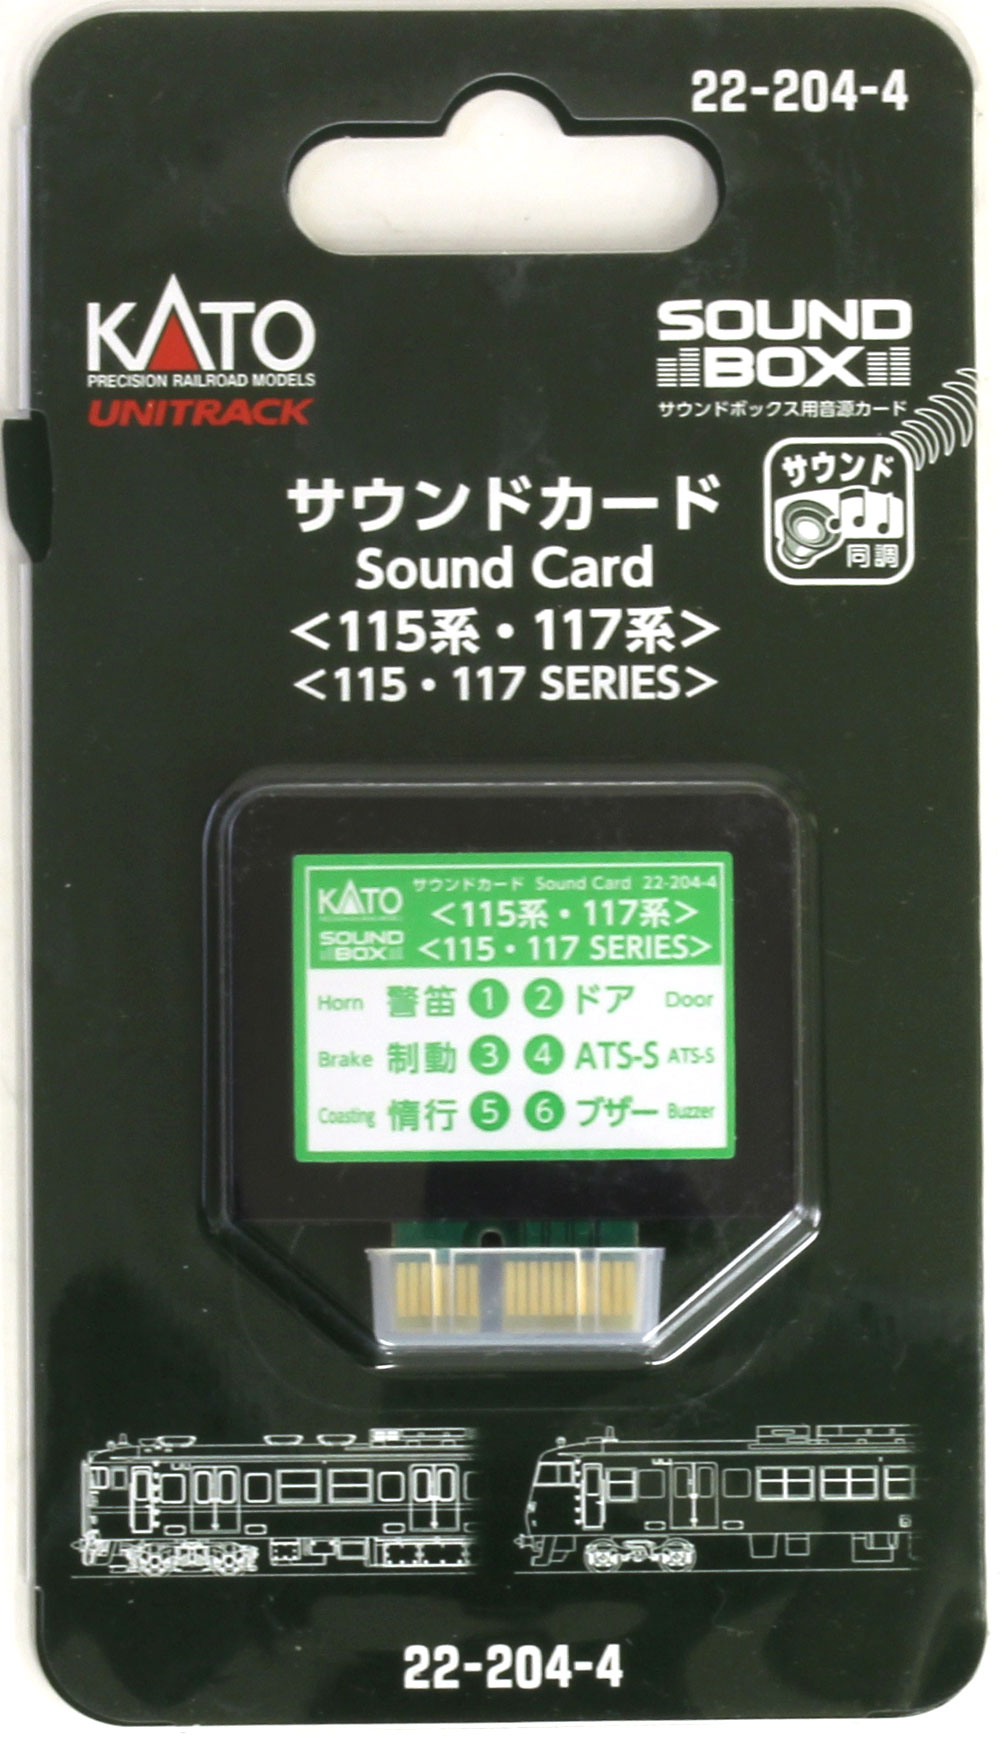 22-204-4
KATO
PRECISION RAILROAD MODELS
UNITRACK
SOUND
BOX
サウンドボックス用音源カード
サウンド
同調
サウンドカード
Sound Card
<115系・117系>
<115・117 SERIES>
KATO
サウンドカード Sound Card 22-204-4
<115系・117系>
SOUND
BOX
<115・117 SERIES>
Horn 警笛 1 2 ドア Door
Brake 制動 3 4 ATS-S ATS-S
Coasting 惰行 5 6 ブザー Buzzer
22-204-4